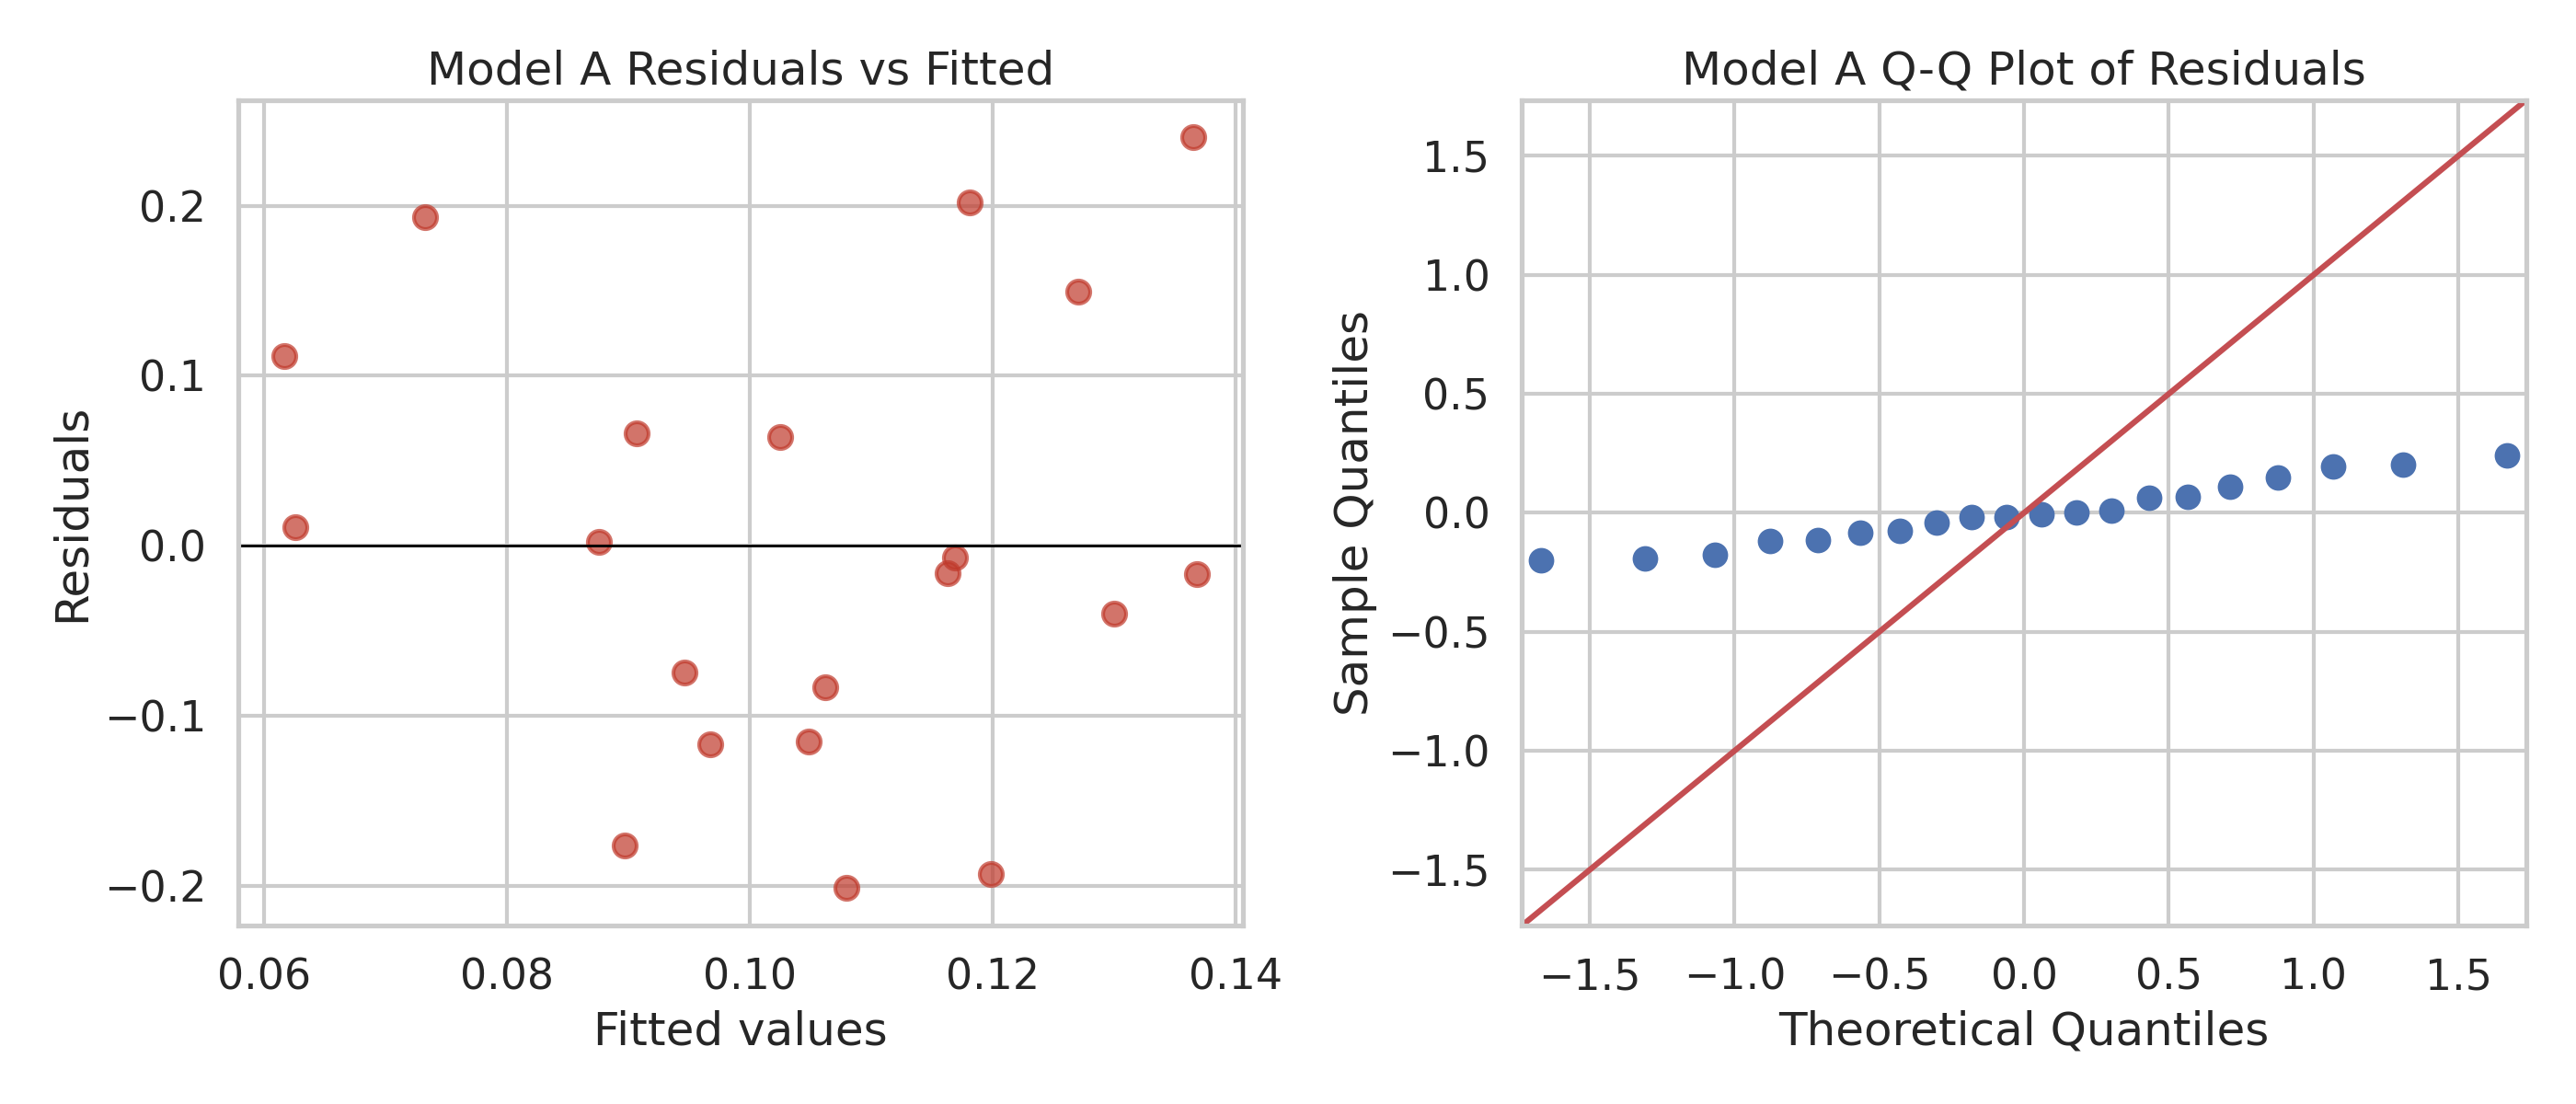 Model A Residuals vs Fitted
Residuals
0.2
0.1
0.0
−0.1
−0.2
0.06 0.08 0.10 0.12 0.14
Fitted values
Model A Q-Q Plot of Residuals
Sample Quantiles
1.5
1.0
0.5
0.0
−0.5
−1.0
−1.5
−1.5 −1.0 −0.5 0.0 0.5 1.0 1.5
Theoretical Quantiles